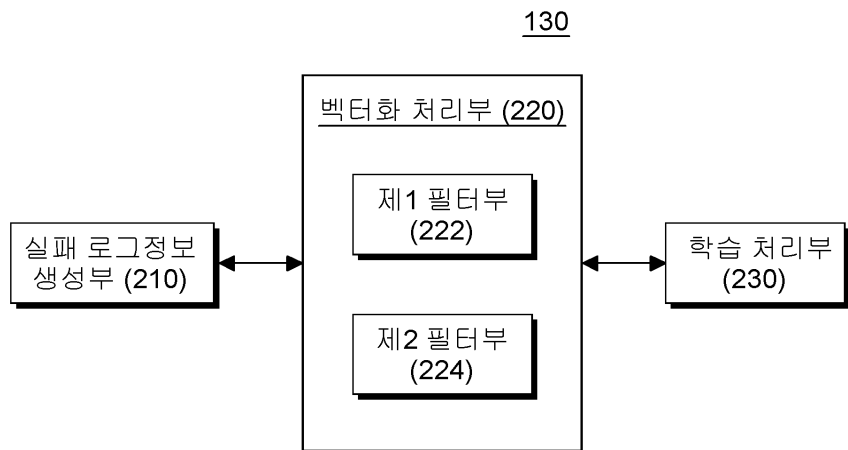 130
벡터화 처리부 (220)
제1 필터부
(222)
실패 로그정보
생성부 (210)
학습 처리부
(230)
제2 필터부
(224)